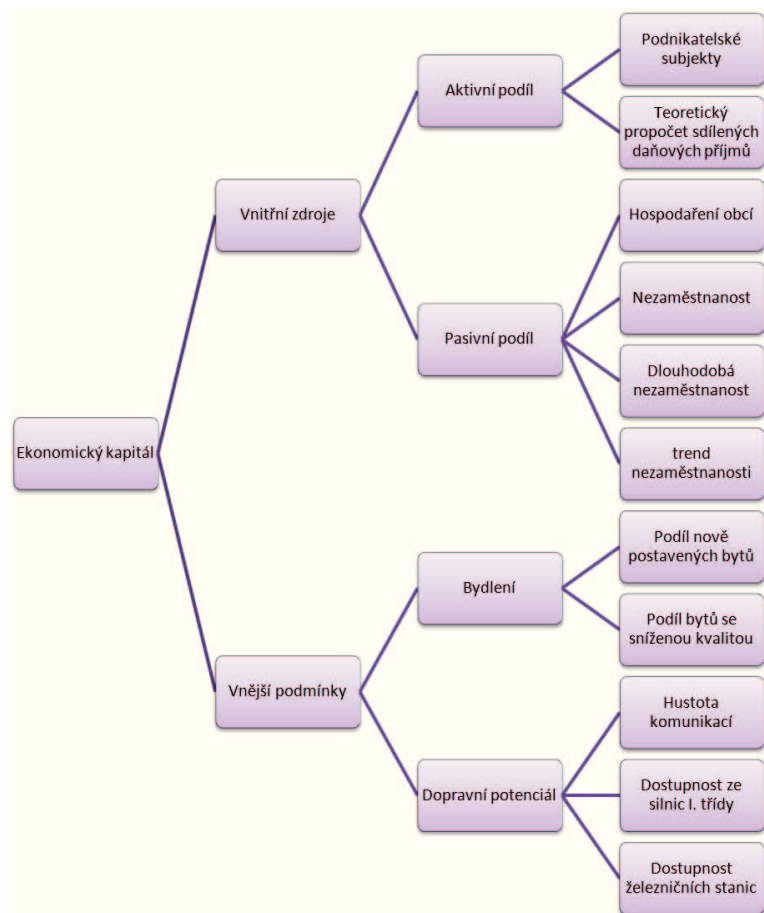 Podnikatelské
subjekty
Aktivní podíl
Teoretický
propočet sdílených
daňových příjmů
Vnitřní zdroje
Hospodaření obcí
Nezaměstnanost
Pasivní podíl
Dlouhodobá
nezaměstnanost
Ekonomický kapitál
trend
nezaměstnanosti
Podíl nově
postavených bytů
Bydlení
Podíl bytů se
sníženou kvalitou
Vnější podmínky
Hustota
komunikací
Dopravní potenciál
Dostupnost ze
silnic I. třídy
Dostupnost
železničních stanic